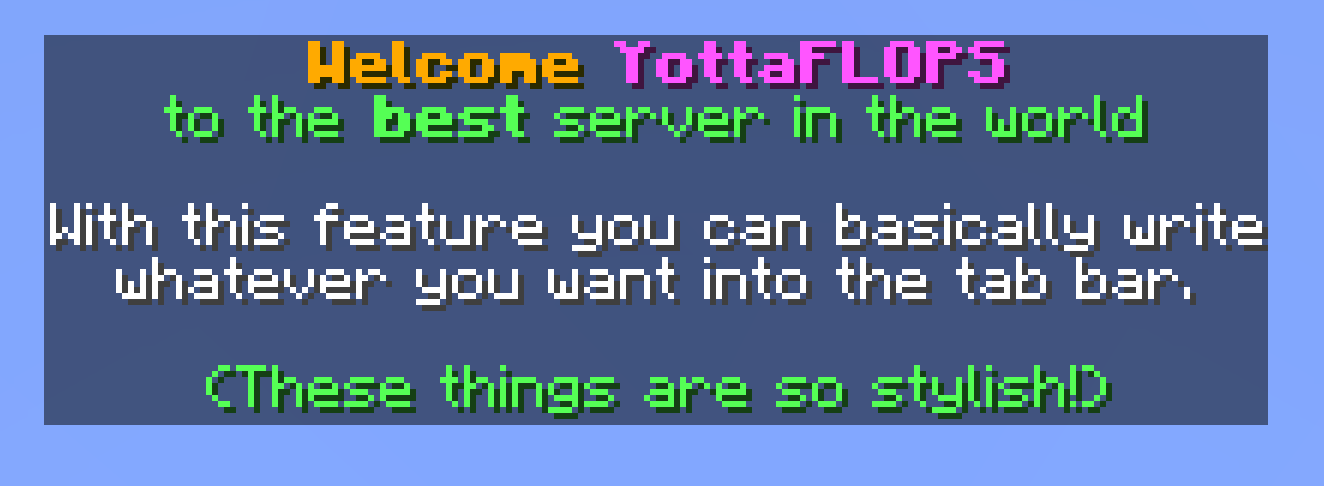 Welcome YottaFLOPS
to the best server in the world
With this feature you can basically write
whatever you want into the tab bar.
(These things are so stylish!)